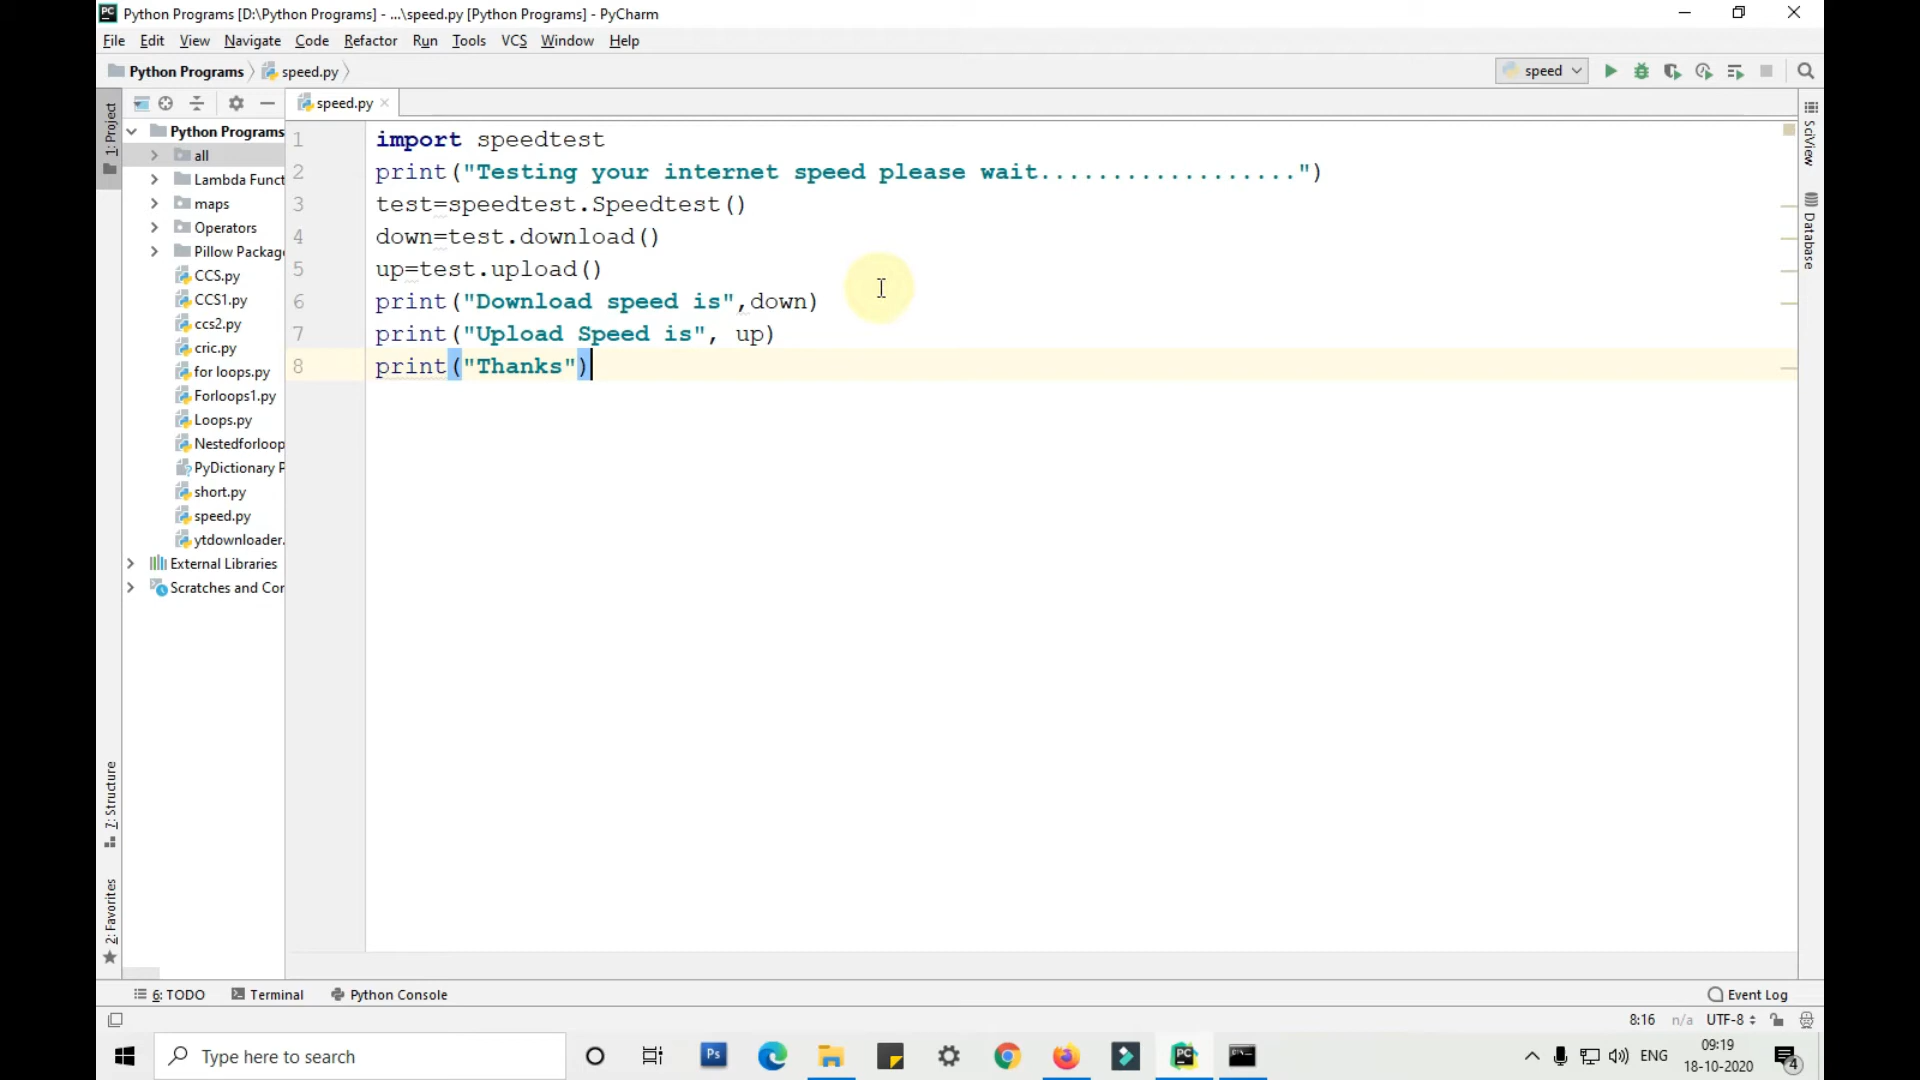 Python Programs [D:\Python Programs] - ...\speed.py [Python Programs] - PyCharm
File Edit View Navigate Code Refactor Run Tools VCS Window Help
Python Programs speed.py speed
speed.py
1: Project
Python Programs
all
Lambda Funct
maps
Operators
Pillow Package
CCS.py
CCS1.py
ccs2.py
cric.py
for loops.py
Forloops1.py
Loops.py
Nestedforloop
PyDictionary P
short.py
speed.py
ytdownloader.
External Libraries
Scratches and Cor
1 import speedtest
2 print("Testing your internet speed please wait..................")
3 test=speedtest.Speedtest()
4 down=test.download()
5 up=test.upload()
6 print("Download speed is",down)
7 print("Upload Speed is", up)
8 print("Thanks")
SciView
Database
7: Structure
2: Favorites
6: TODO Terminal Python Console Event Log
8:16 n/a UTF-8
Type here to search
Ps
PC
ENG
09:19
18-10-2020
4